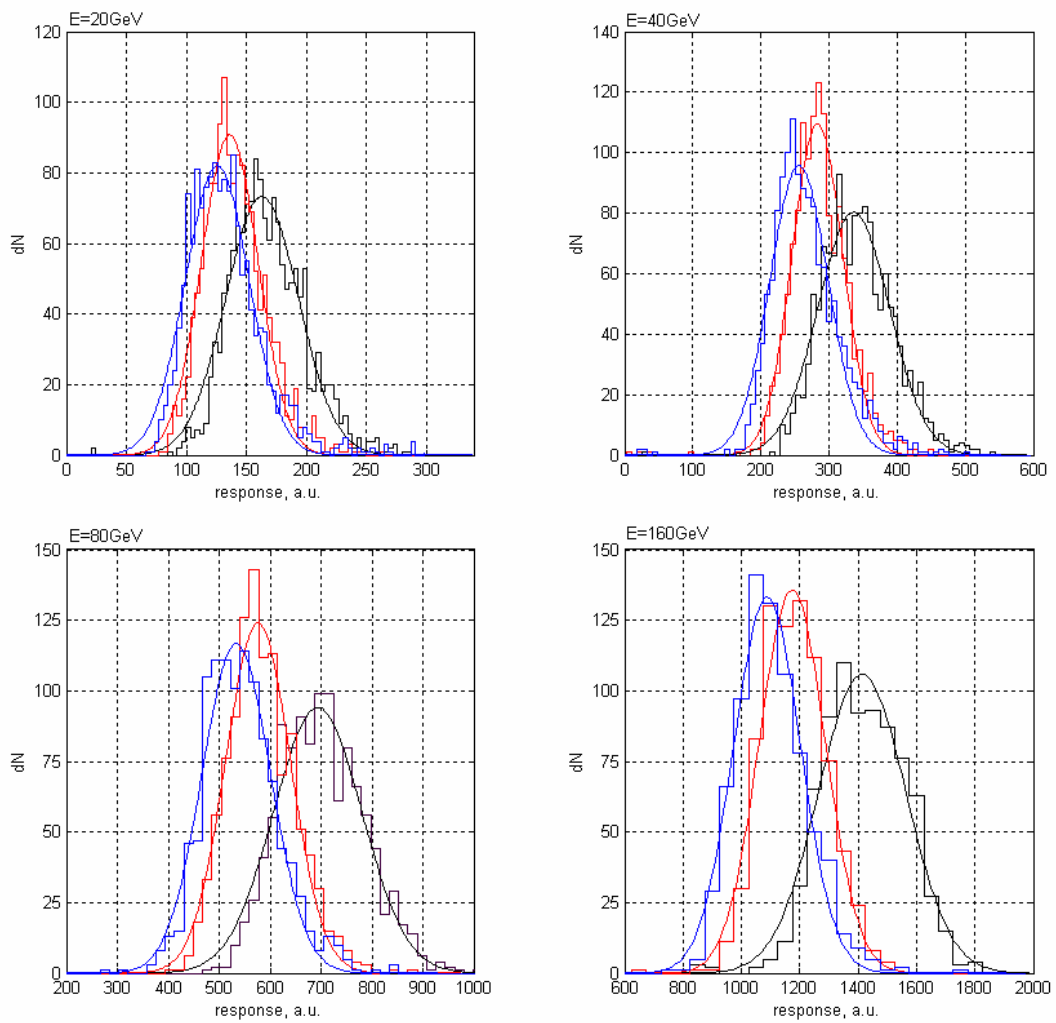 E=20GeV
120
100
80
60
40
20
0
dN
0 50 100 150 200 250 300
response, a.u.
E=40GeV
140
120
100
80
60
40
20
0
dN
0 100 200 300 400 500 600
response, a.u.
E=80GeV
150
125
100
75
50
25
0
dN
200 300 400 500 600 700 800 900 1000
response, a.u.
E=160GeV
150
125
100
75
50
25
0
dN
600 800 1000 1200 1400 1600 1800 2000
response, a.u.